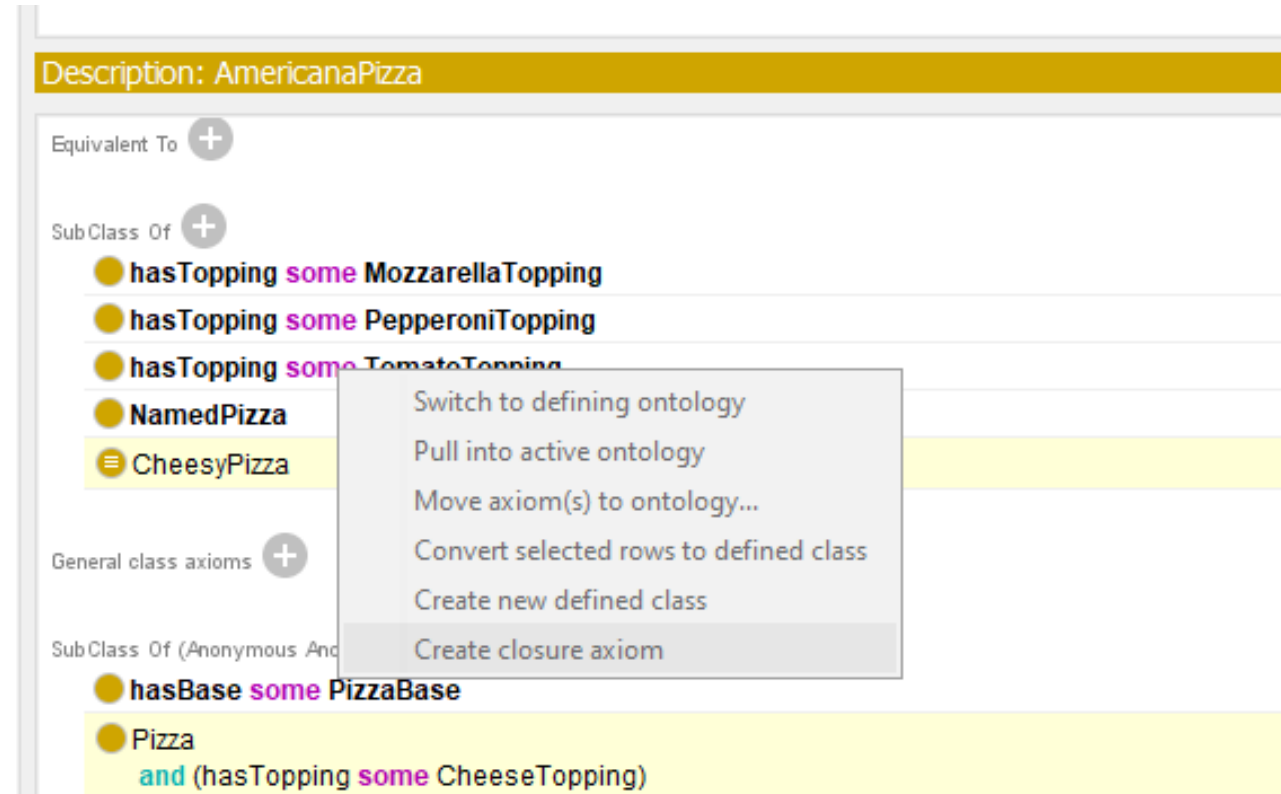 Description: AmericanaPizza
Equivalent To
SubClass Of
hasTopping some MozzarellaTopping
hasTopping some PepperoniTopping
hasTopping some TomatoTopping
NamedPizza
CheesyPizza
Switch to defining ontology
Pull into active ontology
Move axiom(s) to ontology...
Convert selected rows to defined class
Create new defined class
Create closure axiom
General class axioms
SubClass Of (Anonymous Anc
hasBase some PizzaBase
Pizza
and (hasTopping some CheeseTopping)